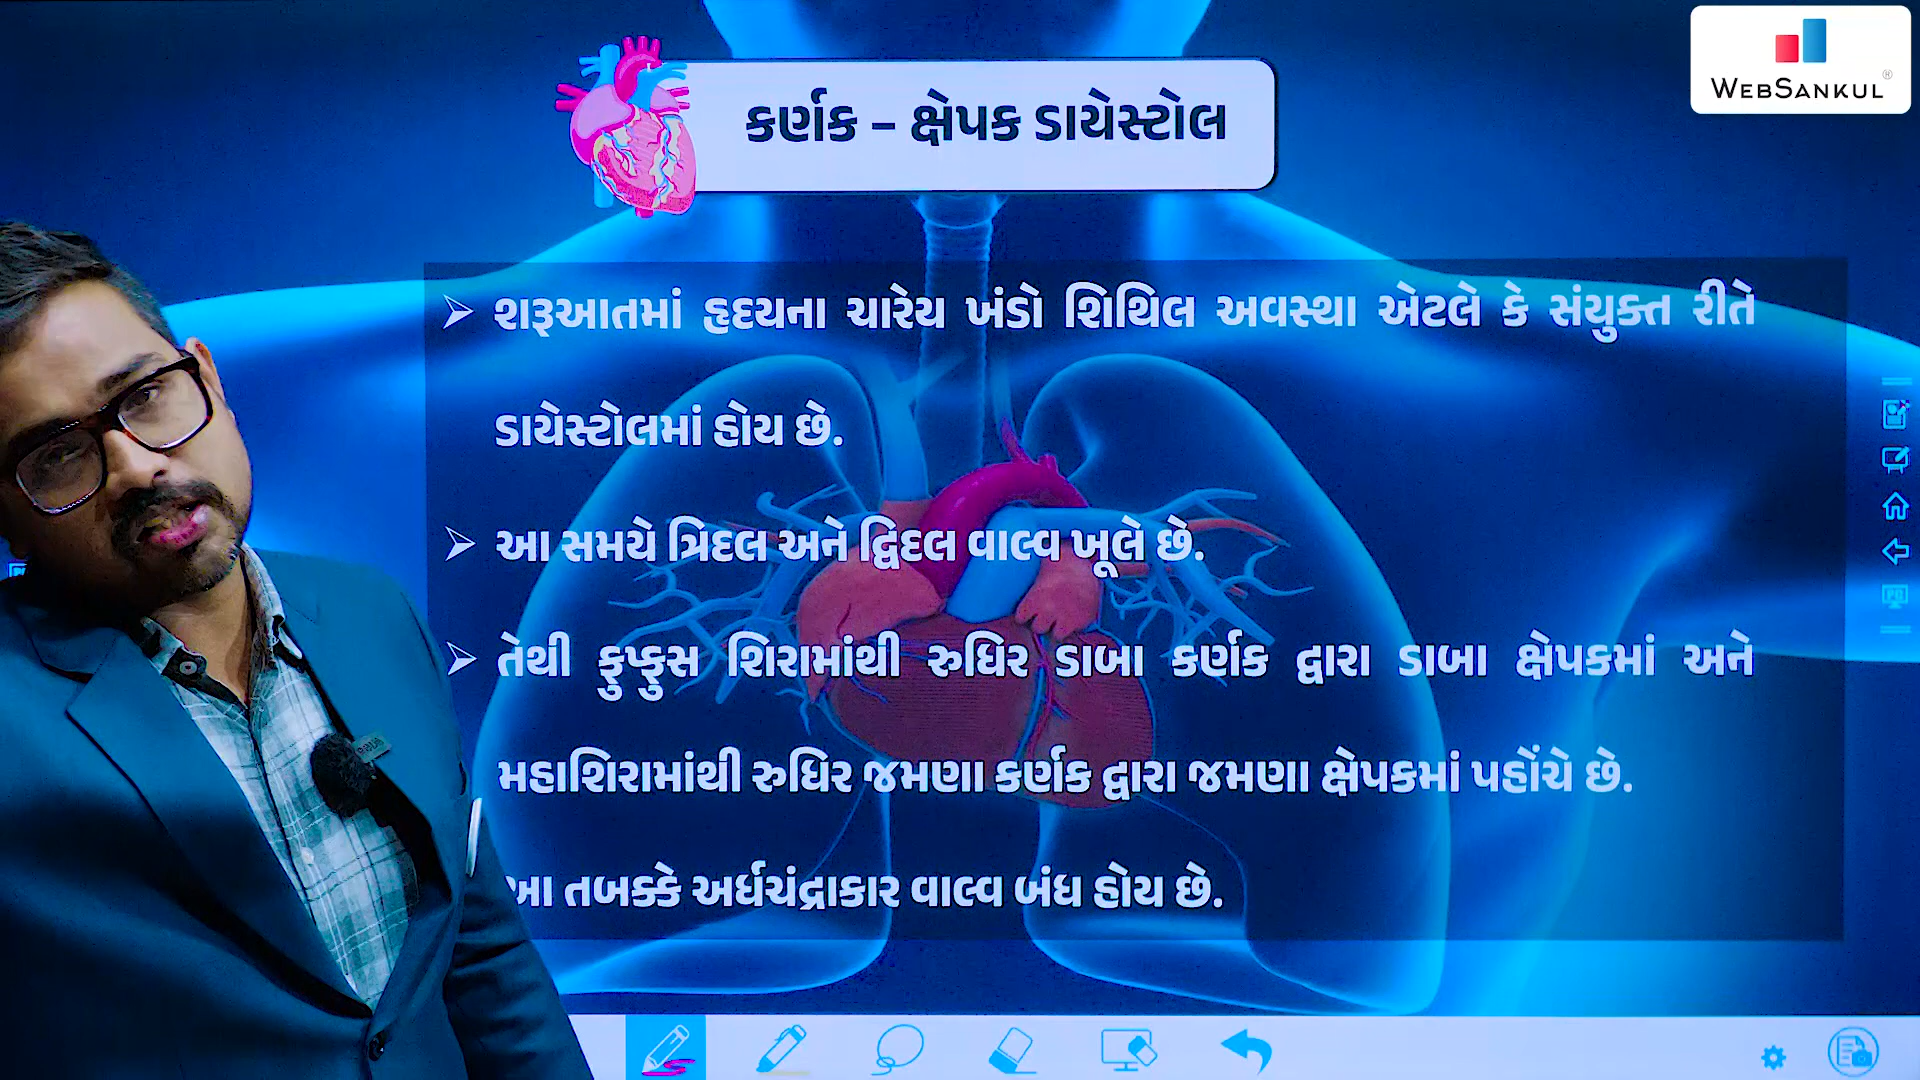 WEBSANKUL
કર્ણક – ક્ષેપક ડાયેસ્ટોલ
શરૂઆતમાં હૃદયના ચારેય ખંડો શિથિલ અવસ્થા એટલે કે સંયુક્ત રીતે
ડાયેસ્ટોલમાં હોય છે.
આ સમયે ત્રિદલ અને દ્વિદલ વાલ્વ ખૂલે છે.
તેથી ફુપ્ફુસ શિરામાંથી રુધિર ડાબા કર્ણક દ્વારા ડાબા ક્ષેપકમાં અને
મહાશિરામાંથી રુધિર જમણા કર્ણક દ્વારા જમણા ક્ષેપકમાં પહોંચે છે.
આ તબક્કે અર્ધચંદ્રાકાર વાલ્વ બંધ હોય છે.